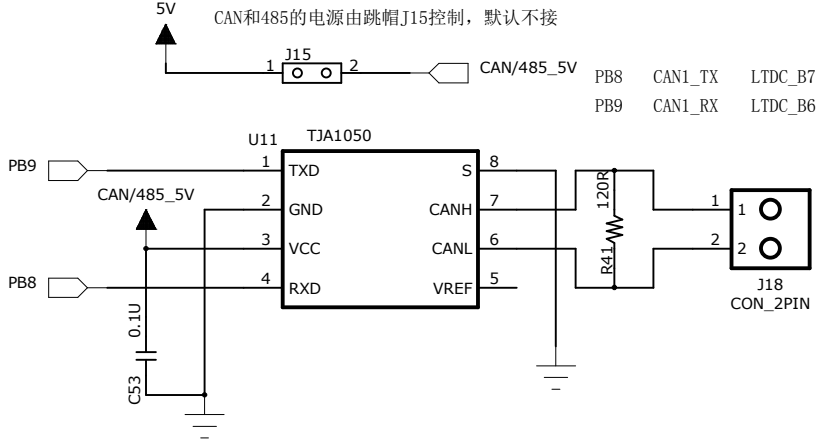 5V
CAN和485的电源由跳帽J15控制，默认不接
J15
1 2 CAN/485_5V
PB8 CAN1_TX LTDC_B7
PB9 CAN1_RX LTDC_B6
U11 TJA1050
PB9 1 TXD S 8
CAN/485_5V 2 GND CANH 7 120R 1 1
3 VCC CANL 6 R41 2 2
PB8 4 RXD VREF 5 J18
CON_2PIN
0.1U
C53